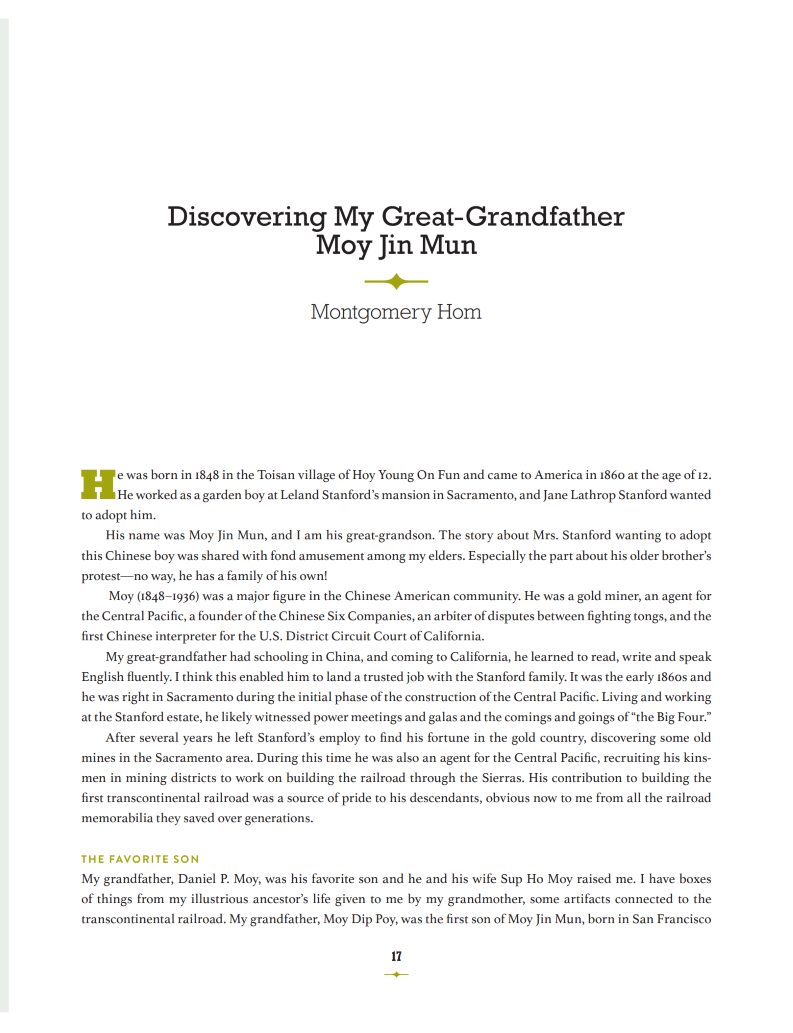 Discovering My Great-Grandfather
Moy Jin Mun
Montgomery Hom
He was born in 1848 in the Toisan village of Hoy Young On Fun and came to America in 1860 at the age of 12.
He worked as a garden boy at Leland Stanford's mansion in Sacramento, and Jane Lathrop Stanford wanted
to adopt him.
His name was Moy Jin Mun, and I am his great-grandson. The story about Mrs. Stanford wanting to adopt
this Chinese boy was shared with fond amusement among my elders. Especially the part about his older brother's
protest—no way, he has a family of his own!
Moy (1848–1936) was a major figure in the Chinese American community. He was a gold miner, an agent for
the Central Pacific, a founder of the Chinese Six Companies, an arbiter of disputes between fighting tongs, and the
first Chinese interpreter for the U.S. District Circuit Court of California.
My great-grandfather had schooling in China, and coming to California, he learned to read, write and speak
English fluently. I think this enabled him to land a trusted job with the Stanford family. It was the early 1860s and
he was right in Sacramento during the initial phase of the construction of the Central Pacific. Living and working
at the Stanford estate, he likely witnessed power meetings and galas and the comings and goings of "the Big Four."
After several years he left Stanford's employ to find his fortune in the gold country, discovering some old
mines in the Sacramento area. During this time he was also an agent for the Central Pacific, recruiting his kins-
men in mining districts to work on building the railroad through the Sierras. His contribution to building the
first transcontinental railroad was a source of pride to his descendants, obvious now to me from all the railroad
memorabilia they saved over generations.
THE FAVORITE SON
My grandfather, Daniel P. Moy, was his favorite son and he and his wife Sup Ho Moy raised me. I have boxes
of things from my illustrious ancestor's life given to me by my grandmother, some artifacts connected to the
transcontinental railroad. My grandfather, Moy Dip Poy, was the first son of Moy Jin Mun, born in San Francisco
17